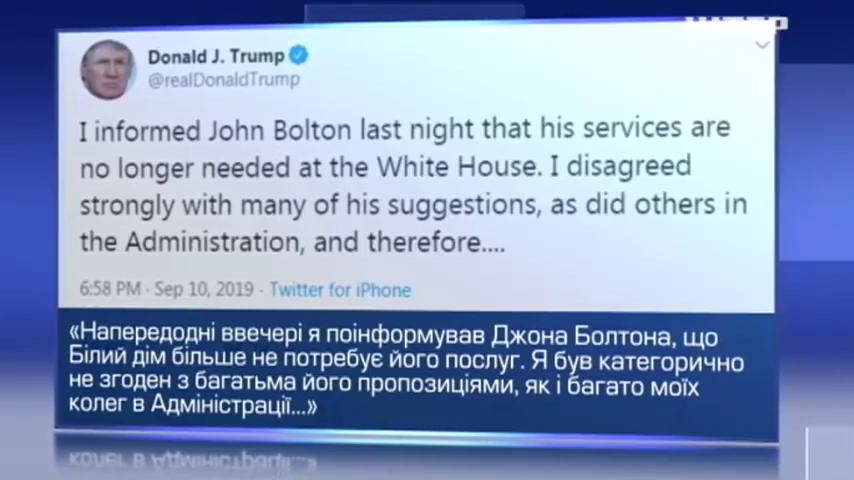 Donald J. Trump
@realDonaldTrump
I informed John Bolton last night that his services are
no longer needed at the White House. I disagreed
strongly with many of his suggestions, as did others in
the Administration, and therefore....
6:58 PM · Sep 10, 2019 · Twitter for iPhone
«Напередодні ввечері я поінформував Джона Болтона, що
Білий дім більше не потребує його послуг. Я був категорично
не згоден з багатьма його пропозиціями, як і багато моїх
колег в Адміністрації...»